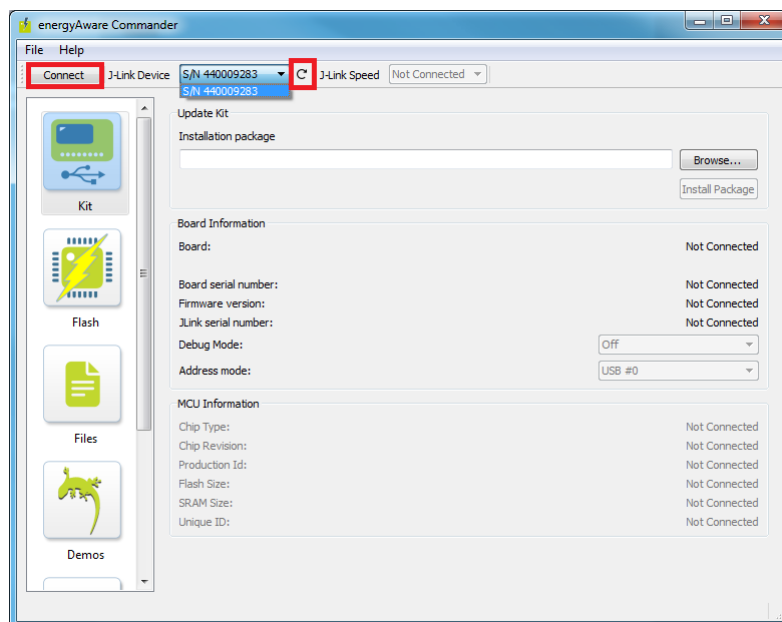 energyAware Commander
File Help
Connect J-Link Device S/N 440009283 J-Link Speed Not Connected
S/N 440009283
Update Kit
Installation package
Browse...
Install Package
Kit
Board Information
Board: Not Connected
Board serial number: Not Connected
Firmware version: Not Connected
JLink serial number: Not Connected
Flash
Debug Mode: Off
Address mode: USB #0
MCU Information
Chip Type: Not Connected
Files
Chip Revision: Not Connected
Production Id: Not Connected
Flash Size: Not Connected
SRAM Size: Not Connected
Unique ID: Not Connected
Demos